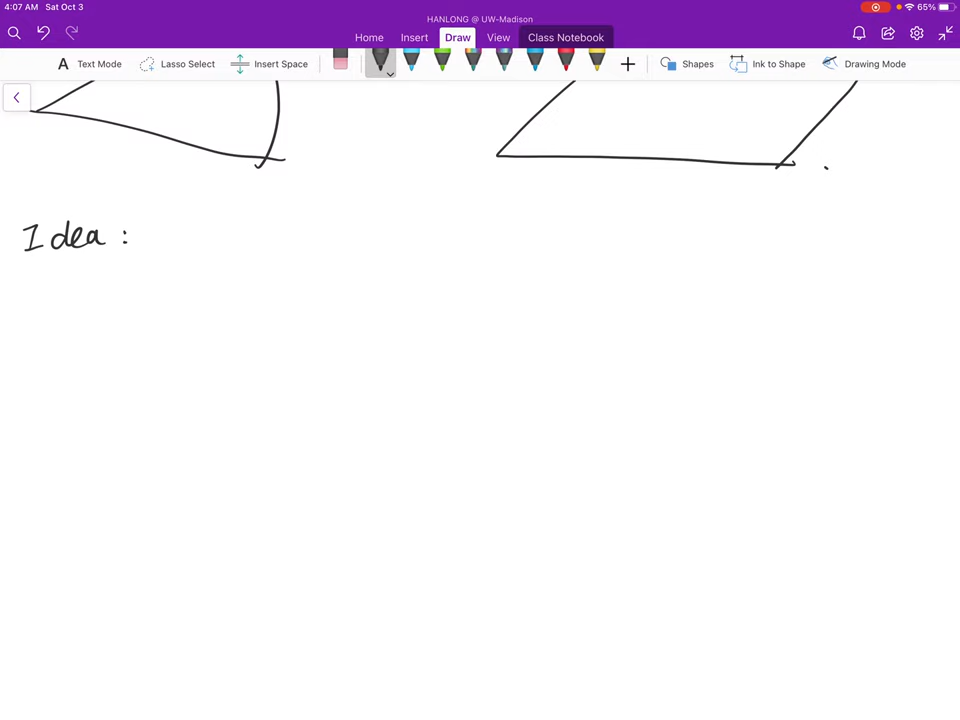 4:07 AM Sat Oct 3 65%
HANLONG @ UW-Madison
Home Insert Draw View Class Notebook
A Text Mode Lasso Select Insert Space Shapes Ink to Shape Drawing Mode
Idea :